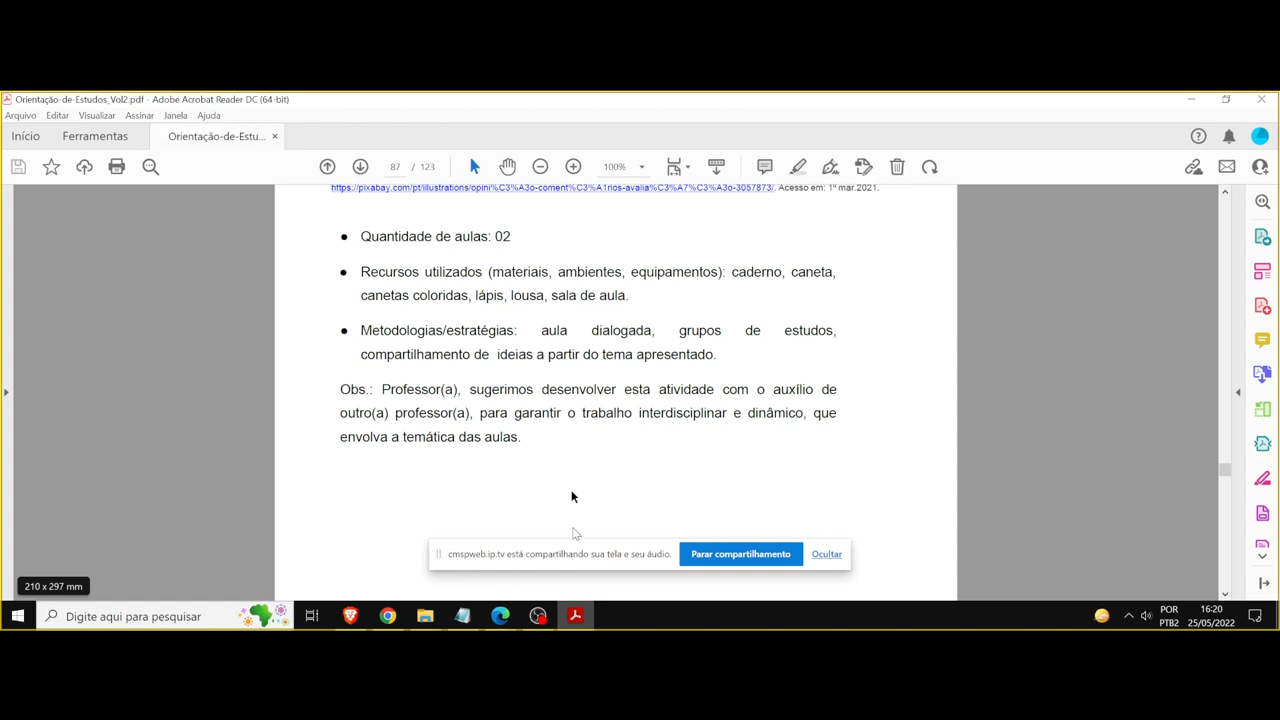 Orientação-de-Estudos_Vol2.pdf - Adobe Acrobat Reader DC (64-bit)
Arquivo Editar Visualizar Assinar Janela Ajuda
Início Ferramentas Orientação-de-Estu... ×
87 / 123 100%
https://pixabay.com/pt/illustrations/opini%C3%A3o-coment%C3%A1rios-avalia%C3%A7%C3%A3o-3057873/. Acesso em: 1º mar.2021.
● Quantidade de aulas: 02
● Recursos utilizados (materiais, ambientes, equipamentos): caderno, caneta,
canetas coloridas, lápis, lousa, sala de aula.
● Metodologias/estratégias: aula dialogada, grupos de estudos,
compartilhamento de ideias a partir do tema apresentado.
Obs.: Professor(a), sugerimos desenvolver esta atividade com o auxílio de
outro(a) professor(a), para garantir o trabalho interdisciplinar e dinâmico, que
envolva a temática das aulas.
cmspweb.ip.tv está compartilhando sua tela e seu áudio. Parar compartilhamento Ocultar
210 x 297 mm
Digite aqui para pesquisar
POR 16:20
PTB2 25/05/2022